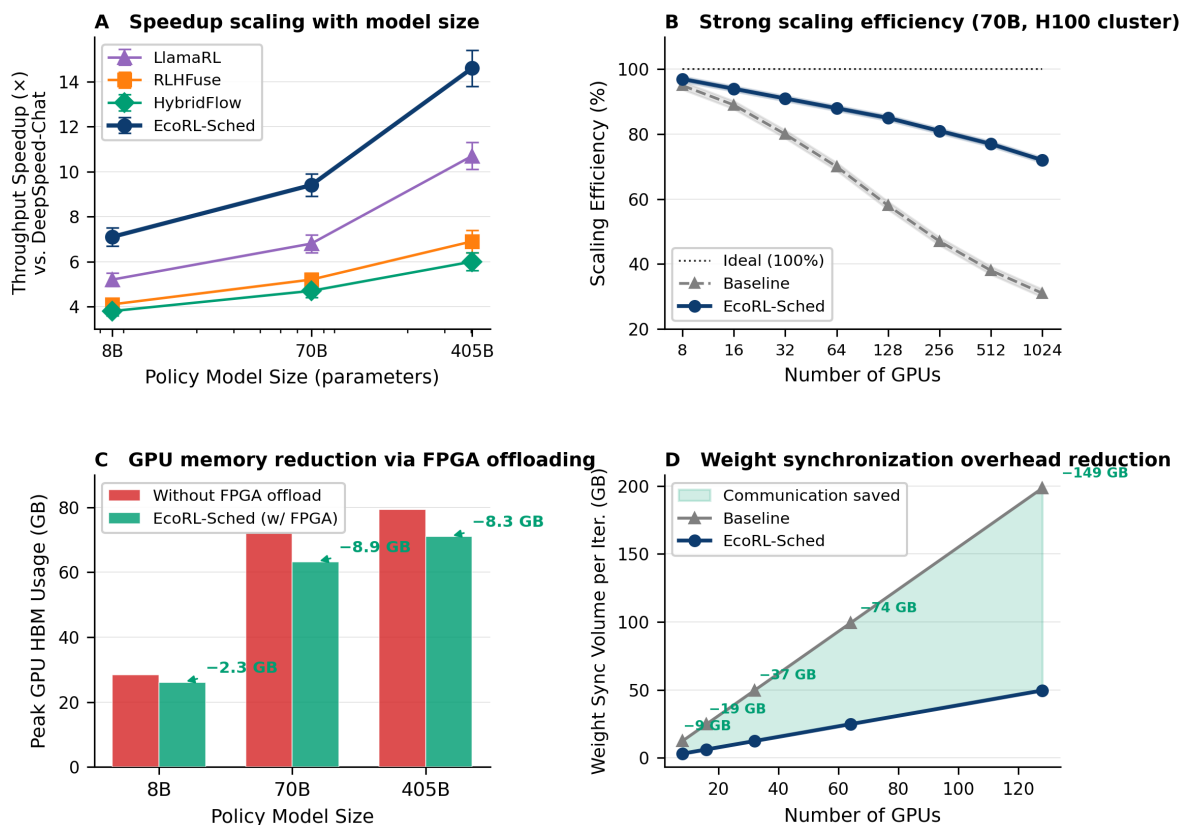 A Speedup scaling with model size
Throughput Speedup (×)
vs. DeepSpeed-Chat
14
12
10
8
6
4
LlamaRL
RLHFuse
HybridFlow
EcoRL-Sched
8B
70B
405B
Policy Model Size (parameters)
B Strong scaling efficiency (70B, H100 cluster)
Scaling Efficiency (%)
100
80
60
40
20
Ideal (100%)
Baseline
EcoRL-Sched
8
16
32
64
128
256
512
1024
Number of GPUs
C GPU memory reduction via FPGA offloading
Peak GPU HBM Usage (GB)
80
60
40
20
0
Without FPGA offload
EcoRL-Sched (w/ FPGA)
−2.3 GB
−8.9 GB
−8.3 GB
8B
70B
405B
Policy Model Size
D Weight synchronization overhead reduction
Weight Sync Volume per Iter. (GB)
200
150
100
50
0
Communication saved
Baseline
EcoRL-Sched
−9 GB
−19 GB
−37 GB
−74 GB
−149 GB
20
40
60
80
100
120
Number of GPUs